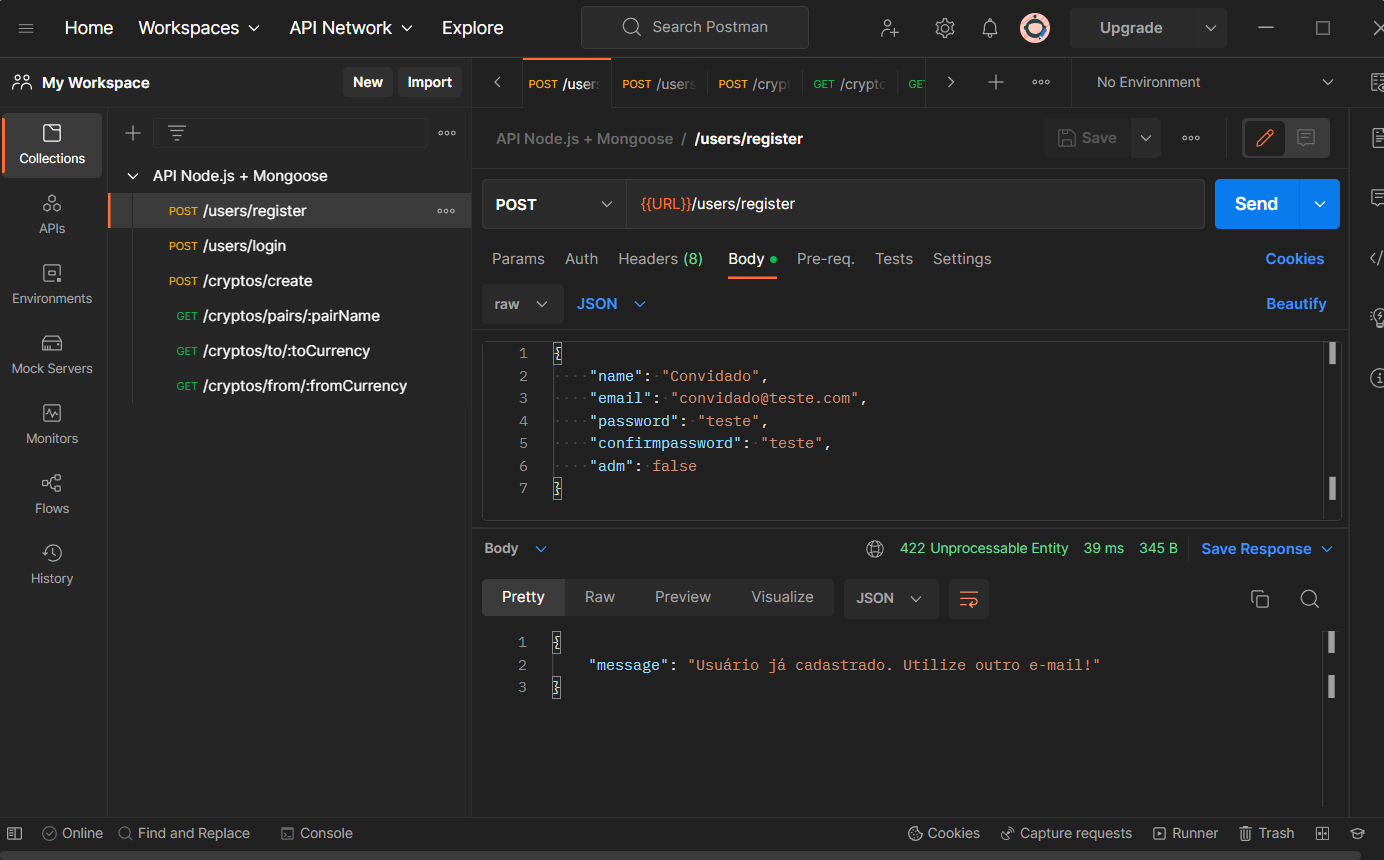 Home Workspaces API Network Explore Search Postman Upgrade
My Workspace New Import
POST /users POST /users POST /crypt GET /crypto GET No Environment
Collections
APIs
Environments
Mock Servers
Monitors
Flows
History
API Node.js + Mongoose
POST /users/register
POST /users/login
POST /cryptos/create
GET /cryptos/pairs/:pairName
GET /cryptos/to/:toCurrency
GET /cryptos/from/:fromCurrency
API Node.js + Mongoose / /users/register Save
POST {{URL}}/users/register Send
Params Auth Headers (8) Body Pre-req. Tests Settings Cookies
raw JSON Beautify
1 {
2 "name": "Convidado",
3 "email": "convidado@teste.com",
4 "password": "teste",
5 "confirmpassword": "teste",
6 "adm": false
7 }
Body 422 Unprocessable Entity 39 ms 345 B Save Response
Pretty Raw Preview Visualize JSON
1 {
2 "message": "Usuário já cadastrado. Utilize outro e-mail!"
3 }
Online Find and Replace Console Cookies Capture requests Runner Trash